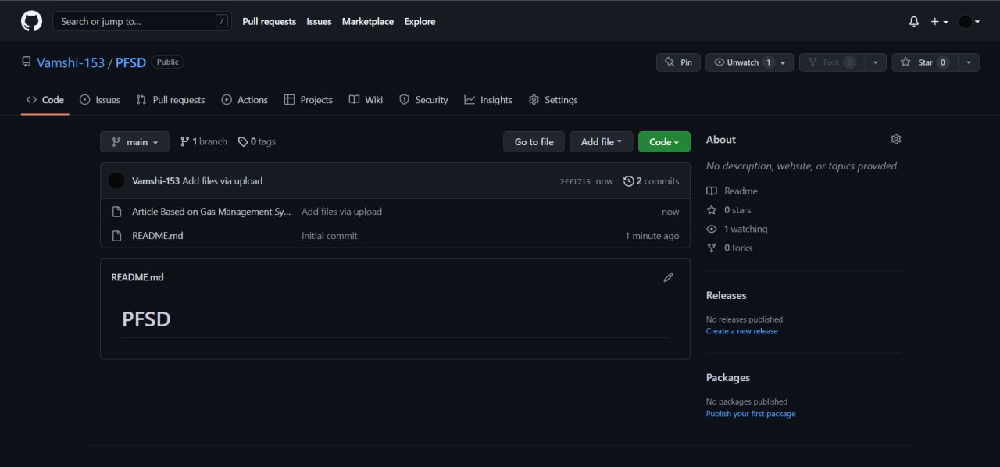 Search or jump to... / Pull requests Issues Marketplace Explore
Vamshi-153 / PFSD Public Pin Unwatch 1 Fork 0 Star 0
Code Issues Pull requests Actions Projects Wiki Security Insights Settings
main 1 branch 0 tags Go to file Add file Code
Vamshi-153 Add files via upload 2ff1716 now 2 commits
Article Based on Gas Management Sy... Add files via upload now
README.md Initial commit 1 minute ago
README.md
PFSD
About
No description, website, or topics provided.
Readme
0 stars
1 watching
0 forks
Releases
No releases published
Create a new release
Packages
No packages published
Publish your first package